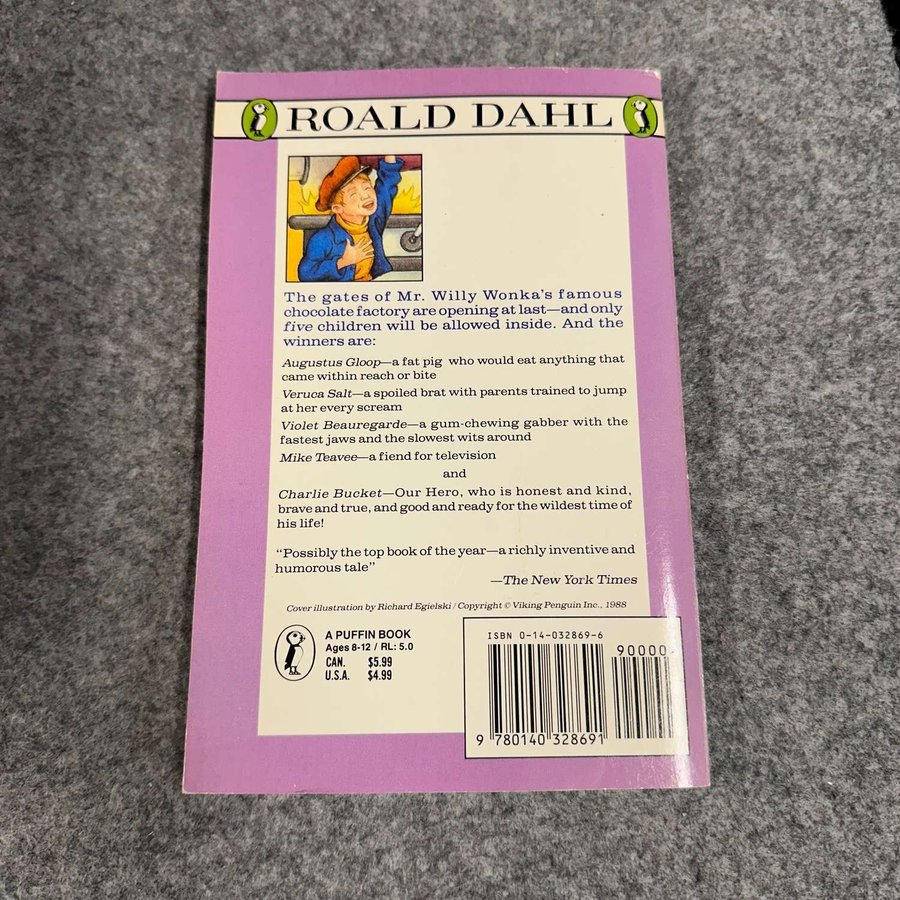 ROALD DAHL
The gates of Mr. Willy Wonka's famous
chocolate factory are opening at last—and only
five children will be allowed inside. And the
winners are:
Augustus Gloop—a fat pig who would eat anything that
came within reach or bite
Veruca Salt—a spoiled brat with parents trained to jump
at her every scream
Violet Beauregarde—a gum-chewing gabber with the
fastest jaws and the slowest wits around
Mike Teavee—a fiend for television
and
Charlie Bucket—Our Hero, who is honest and kind,
brave and true, and good and ready for the wildest time of
his life!
“Possibly the top book of the year—a richly inventive and
humorous tale”
—The New York Times
Cover illustration by Richard Egielski / Copyright © Viking Penguin Inc., 1988
A PUFFIN BOOK
Ages 8-12 / RL: 5.0
CAN. $5.99
U.S.A. $4.99
ISBN 0-14-032869-6
90000
9 780140 328691